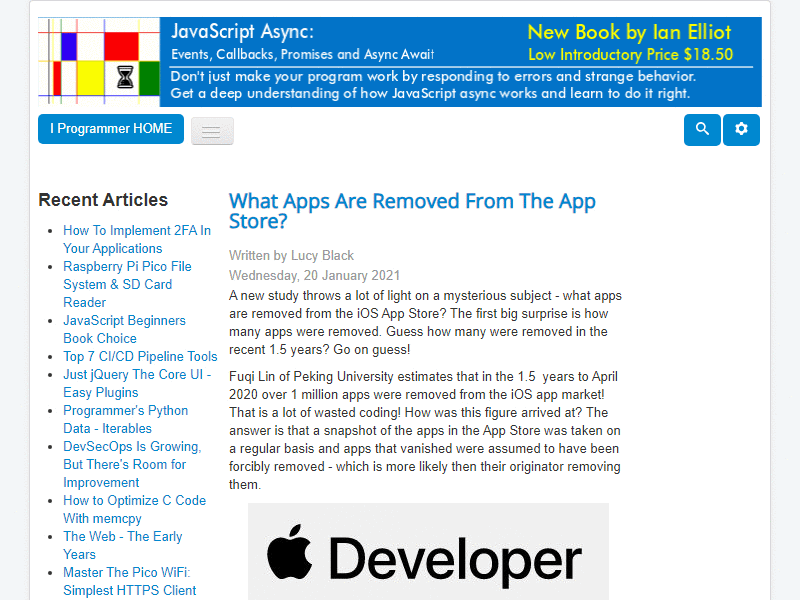 JavaScript Async:
Events, Callbacks, Promises and Async Await
New Book by Ian Elliot
Low Introductory Price $18.50
Don't just make your program work by responding to errors and strange behavior.
Get a deep understanding of how JavaScript async works and learn to do it right.
I Programmer HOME
Recent Articles
How To Implement 2FA In
Your Applications
Raspberry Pi Pico File
System & SD Card
Reader
JavaScript Beginners
Book Choice
Top 7 CI/CD Pipeline Tools
Just jQuery The Core UI -
Easy Plugins
Programmer's Python
Data - Iterables
DevSecOps Is Growing,
But There's Room for
Improvement
How to Optimize C Code
With memcpy
The Web - The Early
Years
Master The Pico WiFi:
Simplest HTTPS Client
What Apps Are Removed From The App
Store?
Written by Lucy Black
Wednesday, 20 January 2021
A new study throws a lot of light on a mysterious subject - what apps
are removed from the iOS App Store? The first big surprise is how
many apps were removed. Guess how many were removed in the
recent 1.5 years? Go on guess!
Fuqi Lin of Peking University estimates that in the 1.5  years to April
2020 over 1 million apps were removed from the iOS app market!
That is a lot of wasted coding! How was this figure arrived at? The
answer is that a snapshot of the apps in the App Store was taken on
a regular basis and apps that vanished were assumed to have been
forcibly removed - which is more likely then their originator removing
them.
Developer